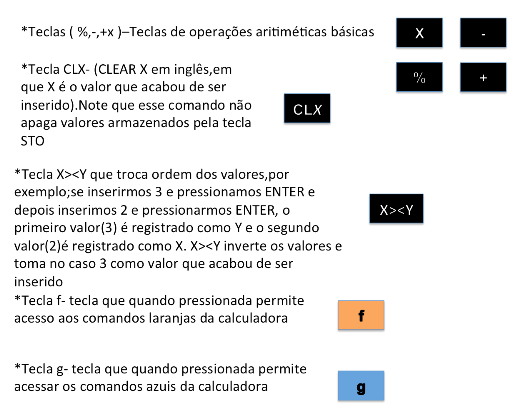 *Teclas ( %,-,+x )–Teclas de operações aritiméticas básicas
X
-
%
+
*Tecla CLX- (CLEAR X em inglês,em
que X é o valor que acabou de ser
inserido).Note que esse comando não
apaga valores armazenados pela tecla
STO
CLX
*Tecla X><Y que troca ordem dos valores,por
exemplo;se inserirmos 3 e pressionamos ENTER e
depois inserimos 2 e pressionarmos ENTER, o
primeiro valor(3) é registrado como Y e o segundo
valor(2)é registrado como X. X><Y inverte os valores e
toma no caso 3 como valor que acabou de ser
inserido
X><Y
*Tecla f- tecla que quando pressionada permite
acesso aos comandos laranjas da calculadora
f
*Tecla g- tecla que quando pressionada permite
acessar os comandos azuis da calculadora
g